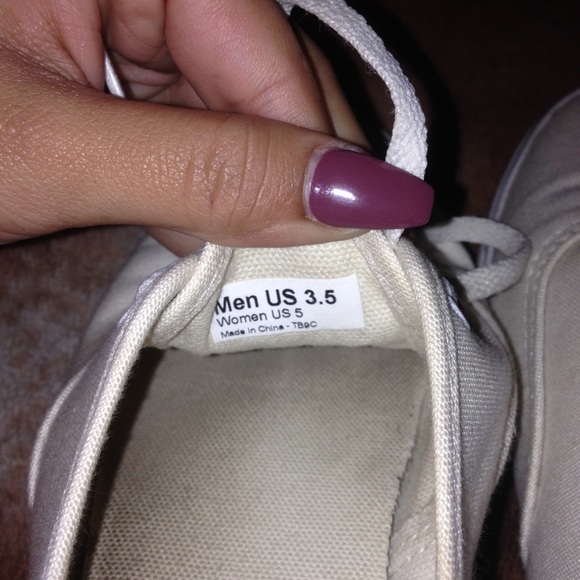 Men US 3.5
Women US 5
Made in China - TB9C